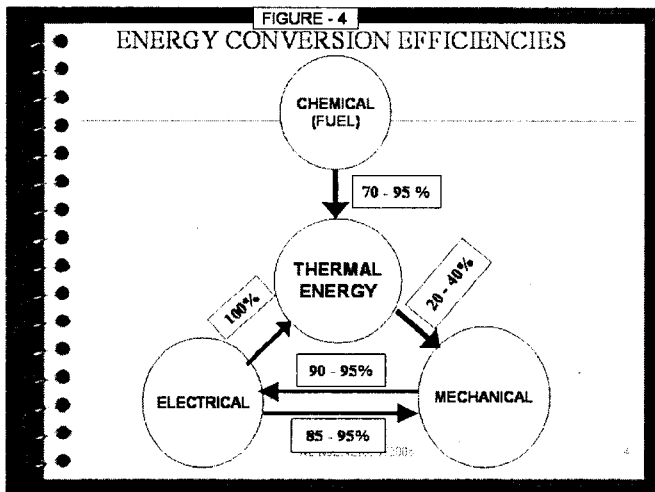 FIGURE - 4
ENERGY CONVERSION EFFICIENCIES
CHEMICAL
(FUEL)
70 - 95 %
THERMAL
ENERGY
20 - 40%
100%
90 - 95%
ELECTRICAL
MECHANICAL
85 - 95%
4